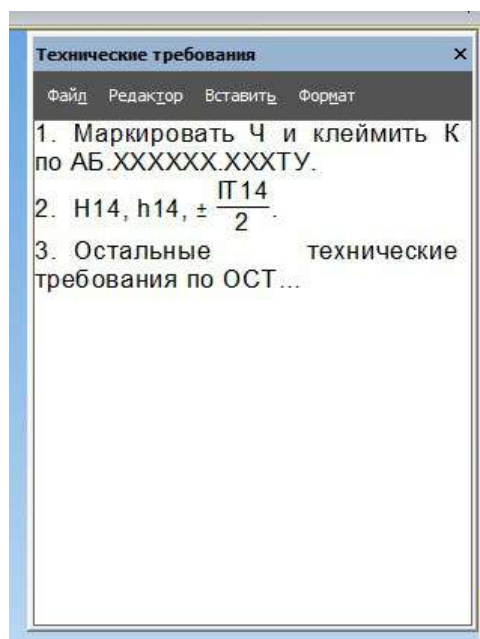 Технические требования ×
Файл Редактор Вставить Формат
1. Маркировать Ч и клеймить К
по АБ.XXXXXX.XXXТУ.
2. H14, h14, ± IT14/2.
3. Остальные технические
требования по ОСТ...